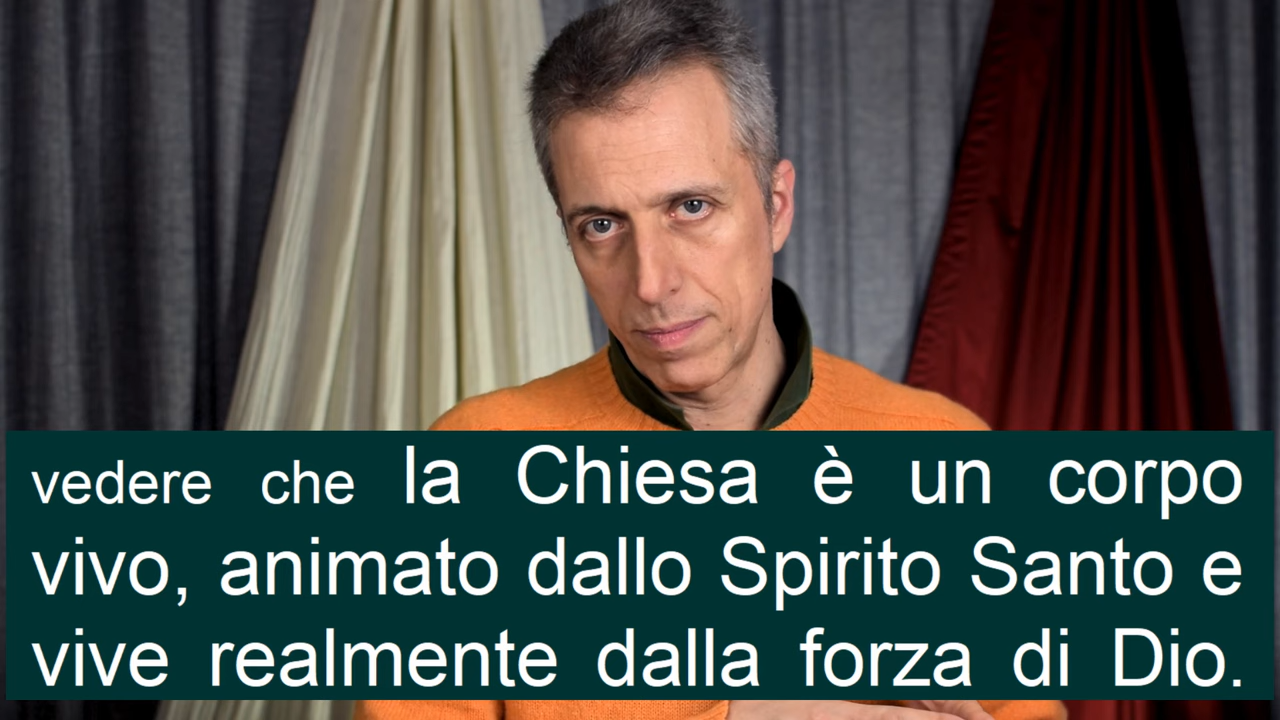 vedere che la Chiesa è un corpo
vivo, animato dallo Spirito Santo e
vive realmente dalla forza di Dio.